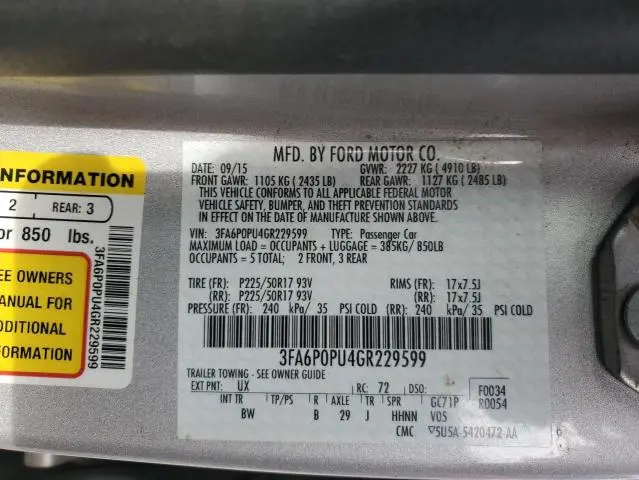 NFORMATION
2 REAR: 3
or 850 lbs.
EE OWNERS
ANUAL FOR
DDITIONAL
FORMATION
3FA6P0PU4GR229599
MFD. BY FORD MOTOR CO.
DATE: 09/15 GVWR: 2227 KG ( 4910 LB)
FRONT GAWR: 1105 KG ( 2435 LB) REAR GAWR: 1127 KG ( 2485 LB)
THIS VEHICLE CONFORMS TO ALL APPLICABLE FEDERAL MOTOR
VEHICLE SAFETY, BUMPER, AND THEFT PREVENTION STANDARDS
IN EFFECT ON THE DATE OF MANUFACTURE SHOWN ABOVE.
VIN: 3FA6P0PU4GR229599 TYPE: Passenger Car
MAXIMUM LOAD = OCCUPANTS + LUGGAGE = 385KG/ 850LB
OCCUPANTS = 5 TOTAL; 2 FRONT, 3 REAR
TIRE (FR): P225/50R17 93V RIMS (FR): 17x7.5J
(RR): P225/50R17 93V (RR): 17x7.5J
PRESSURE (FR): 240 kPa/ 35 PSI COLD (RR): 240 kPa/ 35 PSI COLD
3FA6P0PU4GR229599
TRAILER TOWING - SEE OWNER GUIDE
EXT PNT: UX RC: 72 DSO: F0034
INT TR TP/PS R AXLE TR SPR GC71P R0054
BW B 29 J HHNN V05
CMC 5U5A-5420472-AA